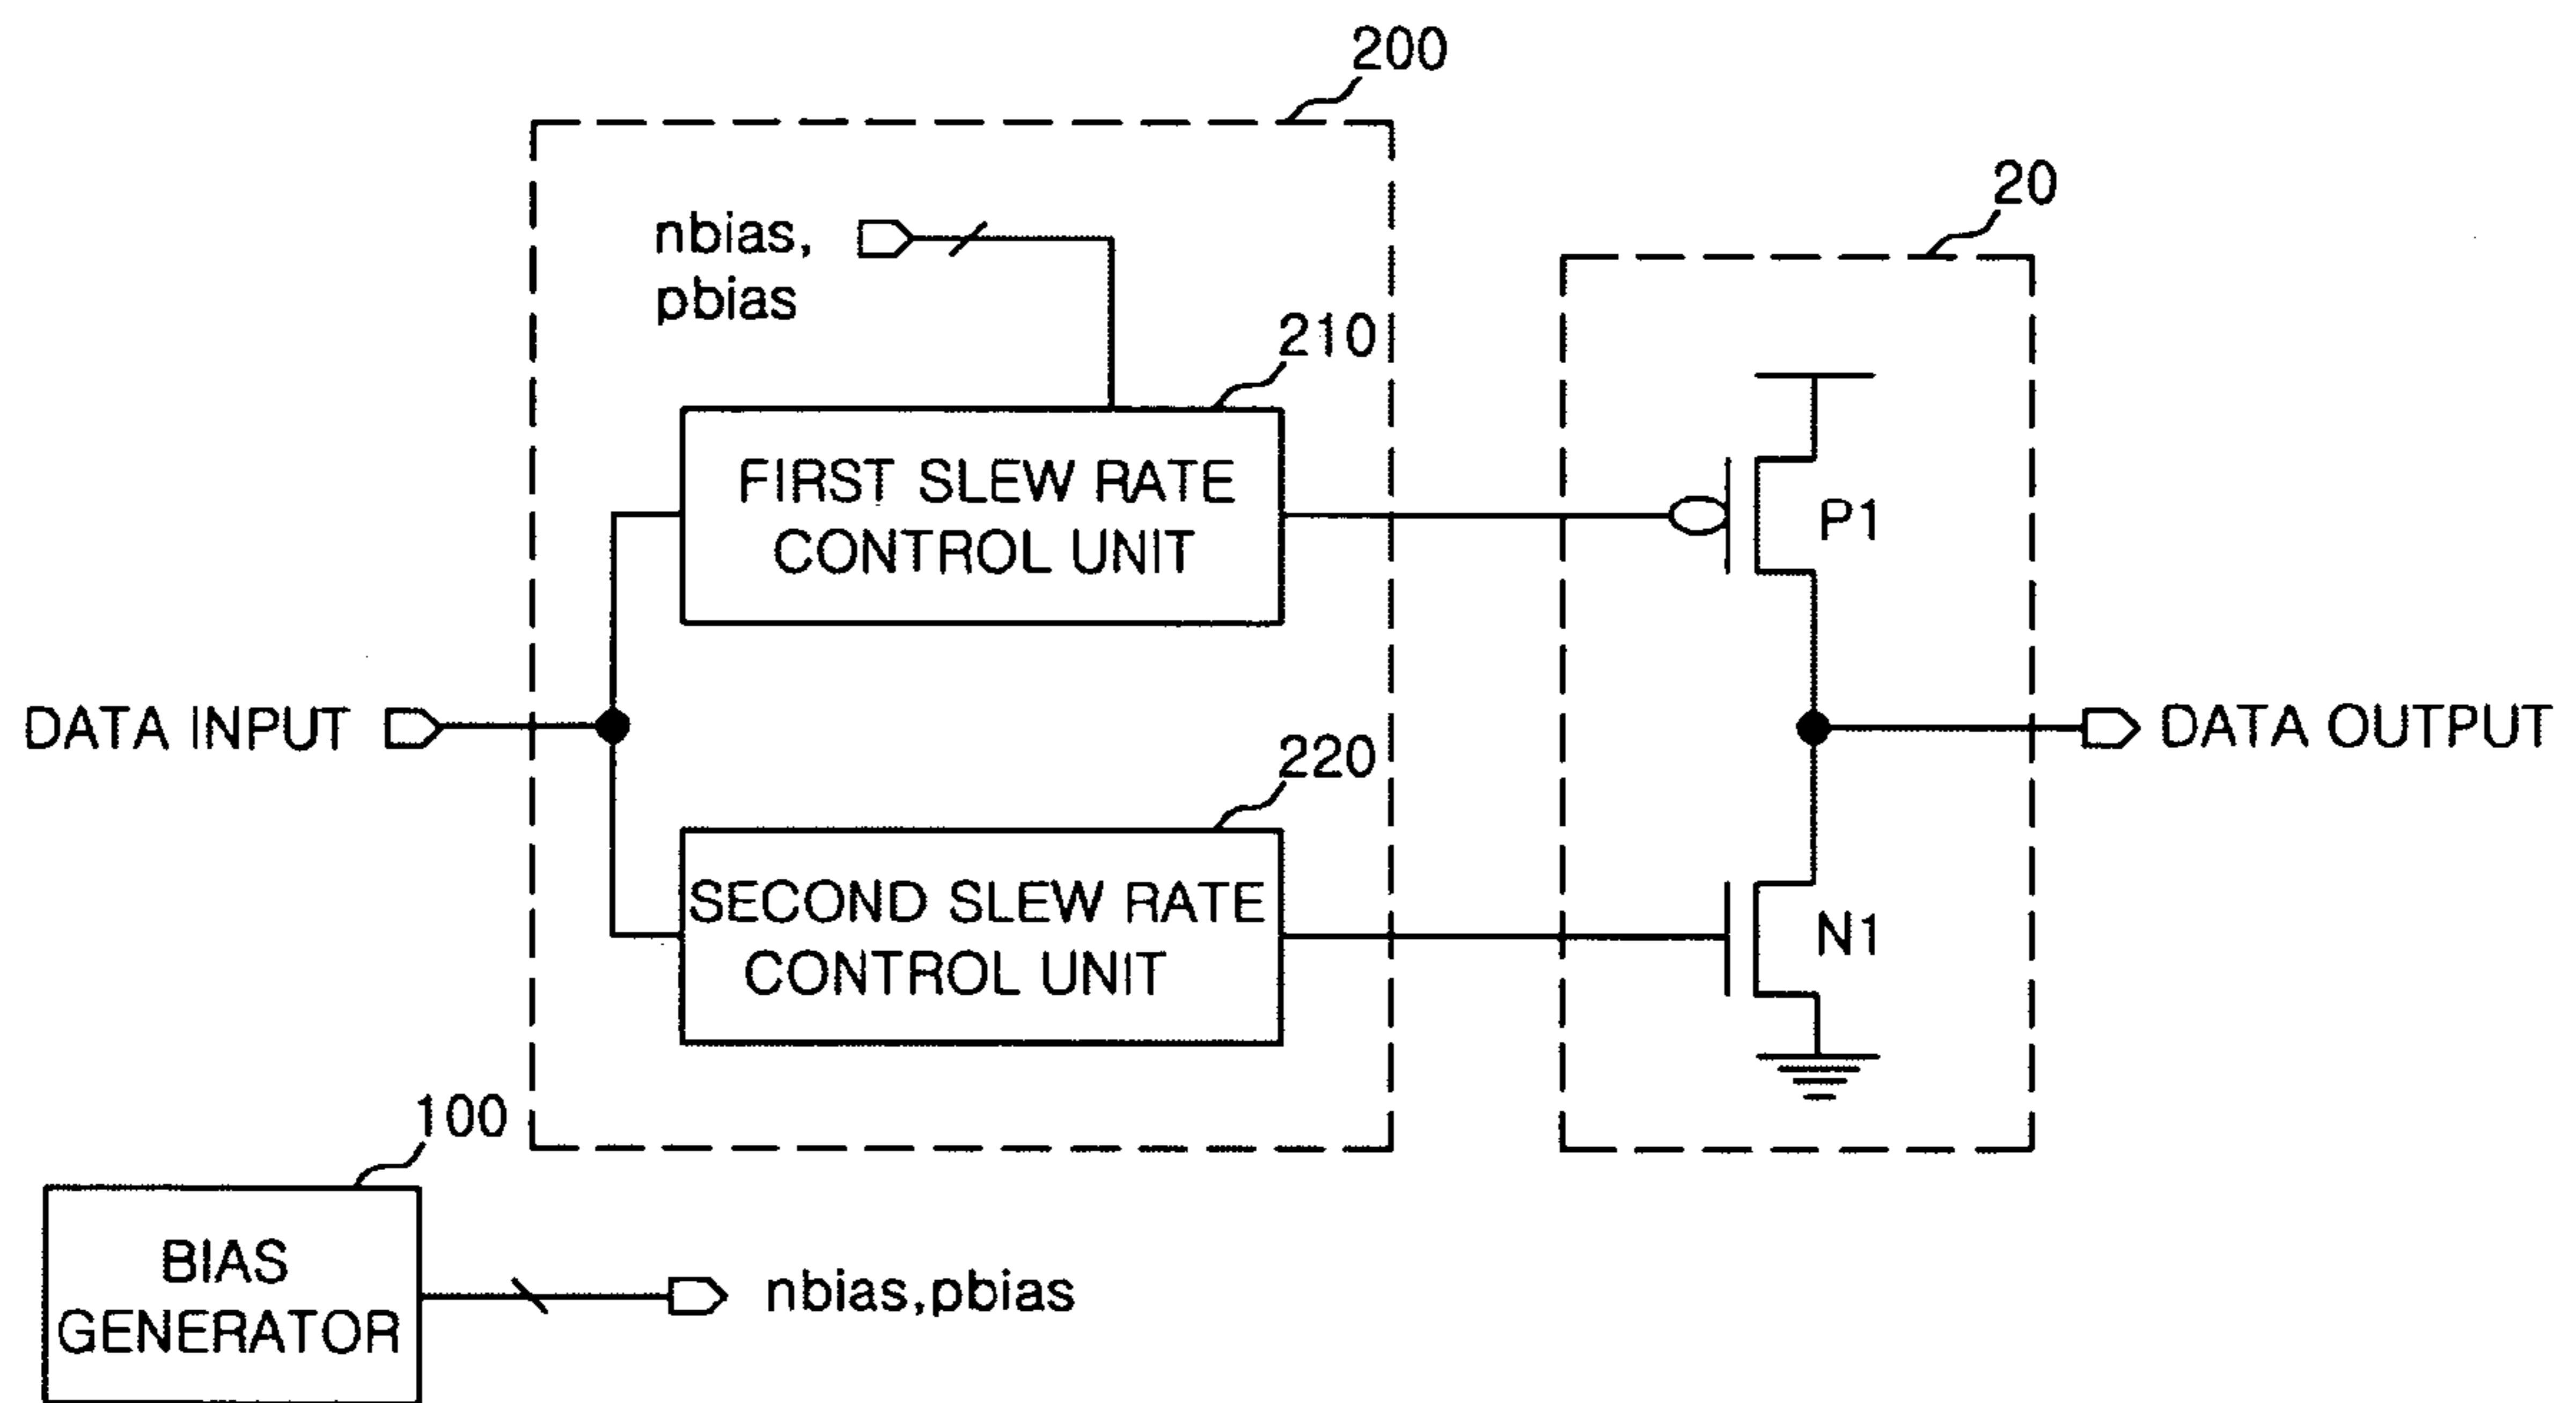 200
20
nbias,
pbias
210
FIRST SLEW RATE
CONTROL UNIT
P1
DATA INPUT
DATA OUTPUT
220
SECOND SLEW RATE
CONTROL UNIT
N1
100
BIAS
GENERATOR
nbias,pbias